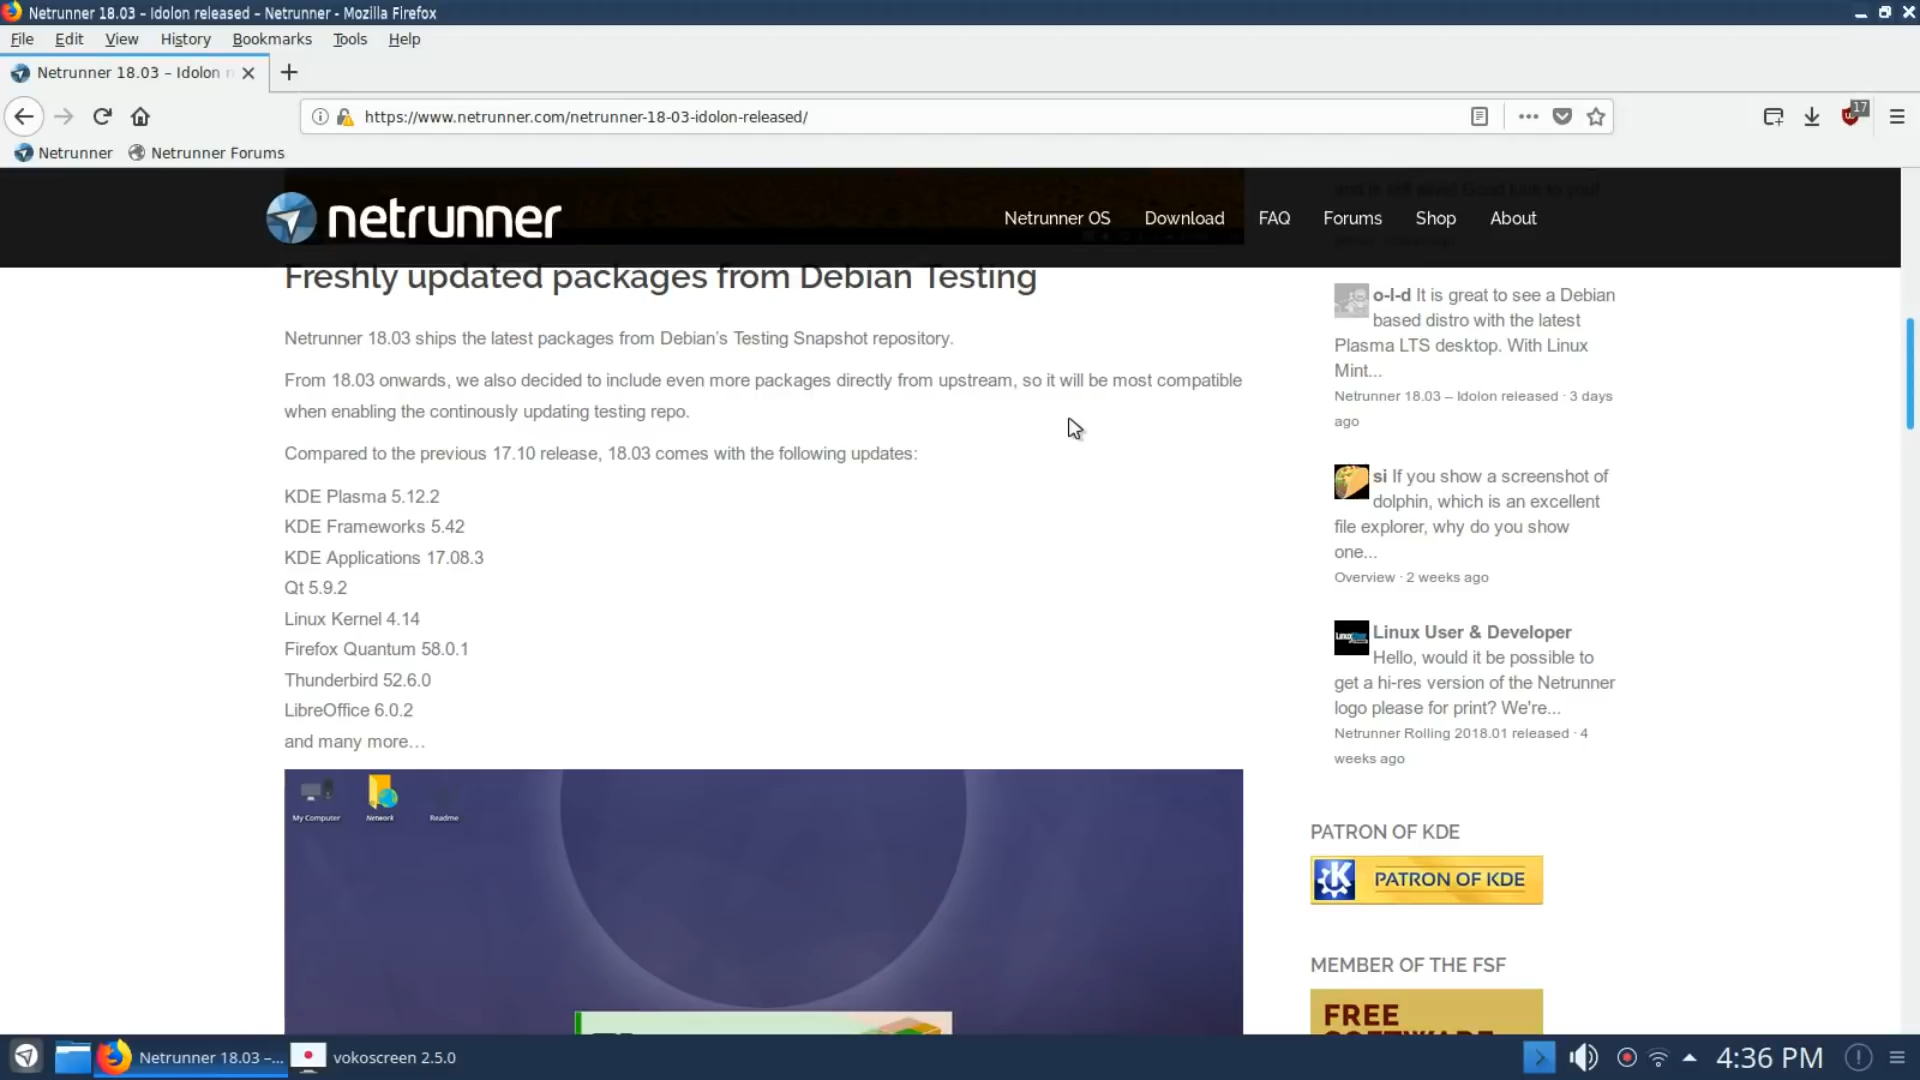 Netrunner 18.03 – Idolon released – Netrunner - Mozilla Firefox
File Edit View History Bookmarks Tools Help
Netrunner 18.03 – Idolon
https://www.netrunner.com/netrunner-18-03-idolon-released/
17
Netrunner Netrunner Forums
netrunner
Netrunner OS Download FAQ Forums Shop About
Freshly updated packages from Debian Testing
Netrunner 18.03 ships the latest packages from Debian’s Testing Snapshot repository.
From 18.03 onwards, we also decided to include even more packages directly from upstream, so it will be most compatible
when enabling the continously updating testing repo.
Compared to the previous 17.10 release, 18.03 comes with the following updates:
KDE Plasma 5.12.2
KDE Frameworks 5.42
KDE Applications 17.08.3
Qt 5.9.2
Linux Kernel 4.14
Firefox Quantum 58.0.1
Thunderbird 52.6.0
LibreOffice 6.0.2
and many more…
My Computer Network Readme
o-l-d It is great to see a Debian
based distro with the latest
Plasma LTS desktop. With Linux
Mint...
Netrunner 18.03 – Idolon released · 3 days
ago
si If you show a screenshot of
dolphin, which is an excellent
file explorer, why do you show
one...
Overview · 2 weeks ago
Linux User & Developer
Hello, would it be possible to
get a hi-res version of the Netrunner
logo please for print? We're...
Netrunner Rolling 2018.01 released · 4
weeks ago
PATRON OF KDE
PATRON OF KDE
MEMBER OF THE FSF
FREE
SOFTWARE
Netrunner 18.03 –... vokoscreen 2.5.0 4:36 PM